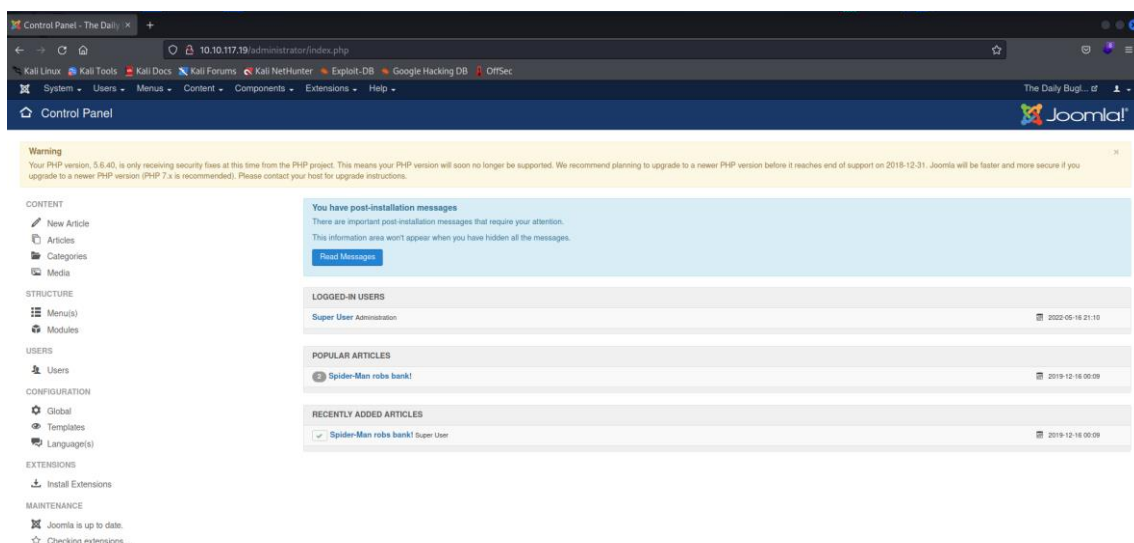 Control Panel - The Daily
10.10.117.19/administrator/index.php
Kali Linux Kali Tools Kali Docs Kali Forums Kali NetHunter Exploit-DB Google Hacking DB OffSec
System Users Menus Content Components Extensions Help The Daily Bugl...
Control Panel Joomla!
Warning
Your PHP version, 5.6.40, is only receiving security fixes at this time from the PHP project. This means your PHP version will soon no longer be supported. We recommend planning to upgrade to a newer PHP version before it reaches end of support on 2018-12-31. Joomla will be faster and more secure if you
upgrade to a newer PHP version (PHP 7.x is recommended). Please contact your host for upgrade instructions.
CONTENT
New Article
Articles
Categories
Media
STRUCTURE
Menu(s)
Modules
USERS
Users
CONFIGURATION
Global
Templates
Language(s)
EXTENSIONS
Install Extensions
MAINTENANCE
Joomla is up to date.
Checking extensions ...
You have post-installation messages
There are important post-installation messages that require your attention.
This information area won't appear when you have hidden all the messages.
Read Messages
LOGGED-IN USERS
Super User Administration 2022-05-16 21:10
POPULAR ARTICLES
2 Spider-Man robs bank! 2019-12-16 00:09
RECENTLY ADDED ARTICLES
Spider-Man robs bank! Super User 2019-12-16 00:09